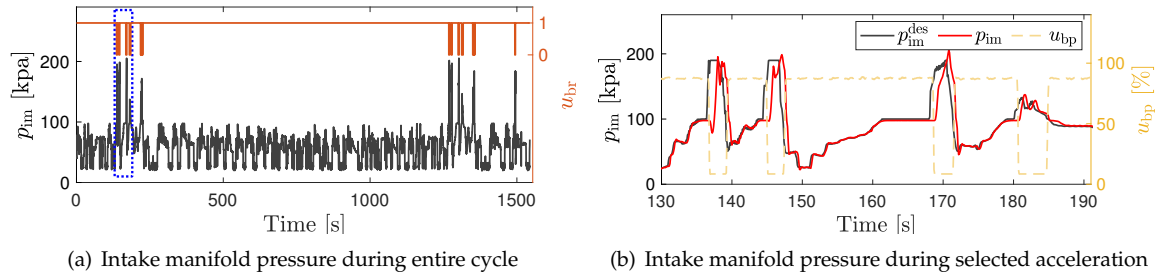 200
100
0
p_im [kpa]
1
0
u_br
0
500
1000
1500
Time [s]
(a) Intake manifold pressure during entire cycle
200
100
0
p_im [kpa]
p_im^des
p_im
u_bp
100
50
0
u_bp [%]
130 140 150 160 170 180 190
Time [s]
(b) Intake manifold pressure during selected acceleration